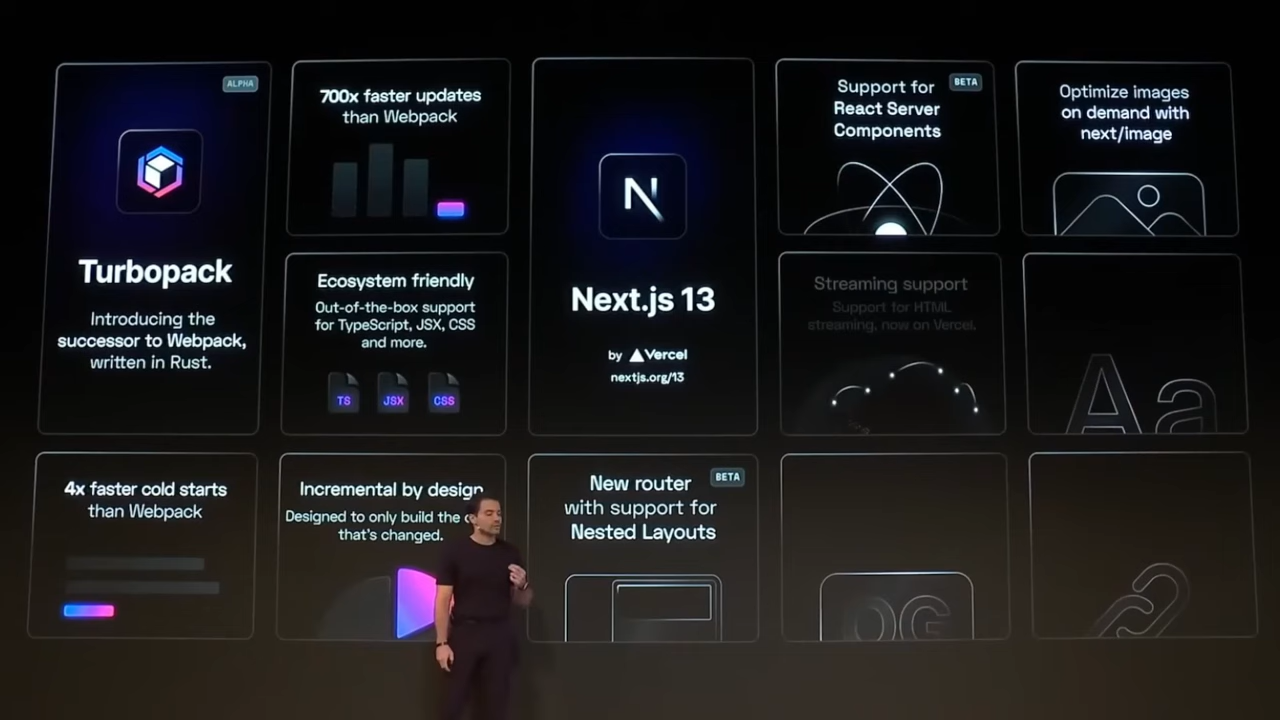 ALPHA
Turbopack
Introducing the
successor to Webpack,
written in Rust.
700x faster updates
than Webpack
Ecosystem friendly
Out-of-the-box support
for TypeScript, JSX, CSS
and more.
TS
JSX
CSS
Next.js 13
by Vercel
nextjs.org/13
Support for
BETA
React Server
Components
Optimize images
on demand with
next/image
Streaming support
Support for HTML
streaming, now on Vercel.
Aa
4x faster cold starts
than Webpack
Incremental by design
Designed to only build the
that's changed.
New router
BETA
with support for
Nested Layouts
OG